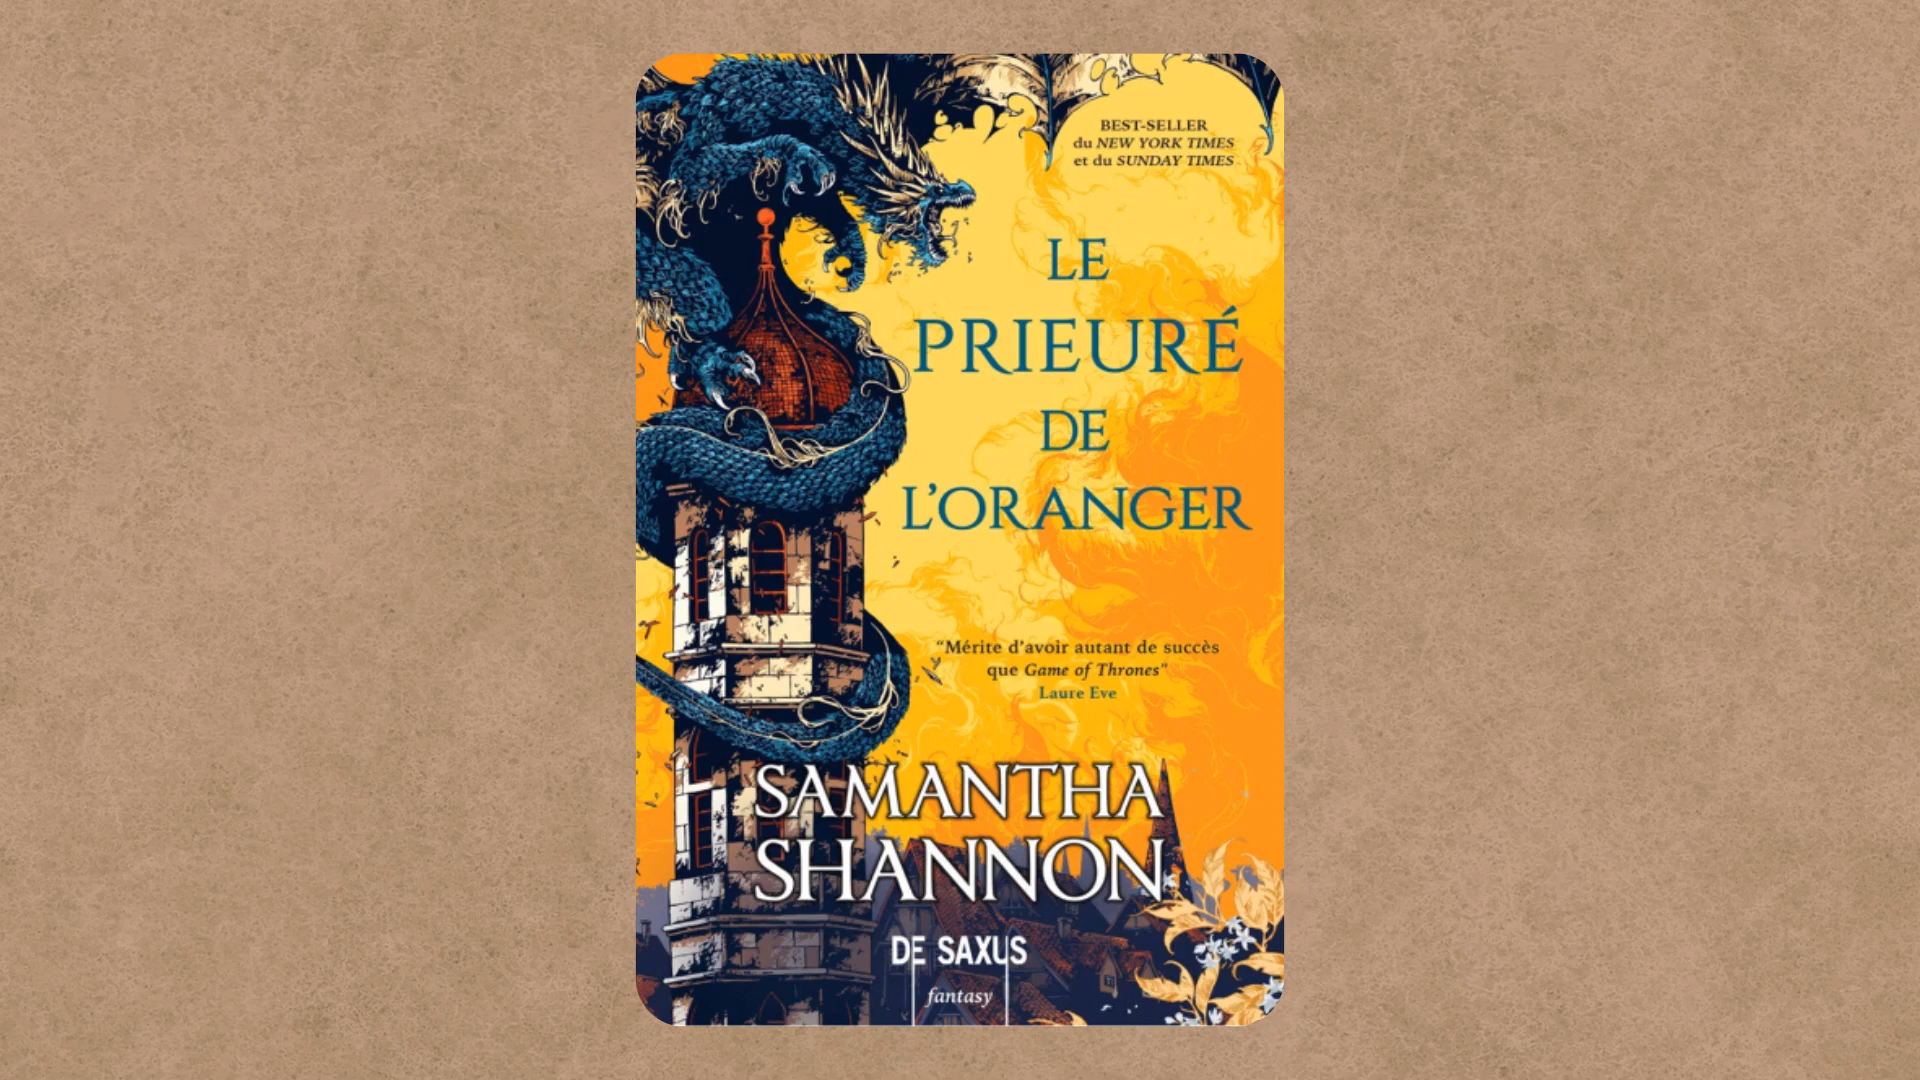 BEST-SELLER
du NEW YORK TIMES
et du SUNDAY TIMES
LE
PRIEURÉ
DE
L’ORANGER
“Mérite d’avoir autant de succès
que Game of Thrones”
Laure Eve
SAMANTHA
SHANNON
DE SAXUS
fantasy